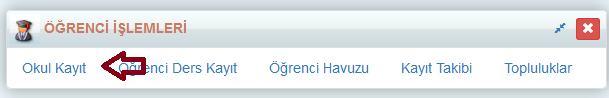 ÖĞRENCİ İŞLEMLERİ
Okul Kayıt Öğrenci Ders Kayıt Öğrenci Havuzu Kayıt Takibi Topluluklar